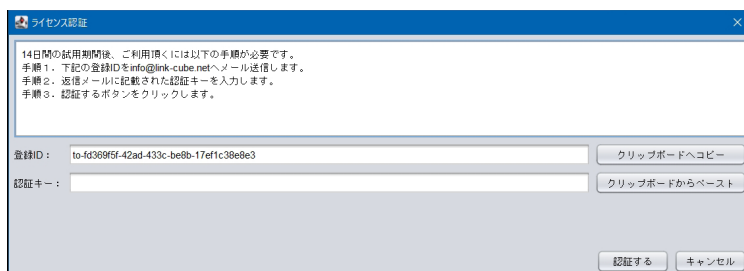 ライセンス認証
14日間の試用期間後、ご利用頂くには以下の手順が必要です。
手順１．下記の登録IDをinfo@link-cube.netへメール送信します。
手順２．返信メールに記載された認証キーを入力します。
手順３．認証するボタンをクリックします。
登録ID： to-fd369f5f-42ad-433c-be8b-17ef1c38e8e3 クリップボードへコピー
認証キー： クリップボードからペースト
認証する キャンセル